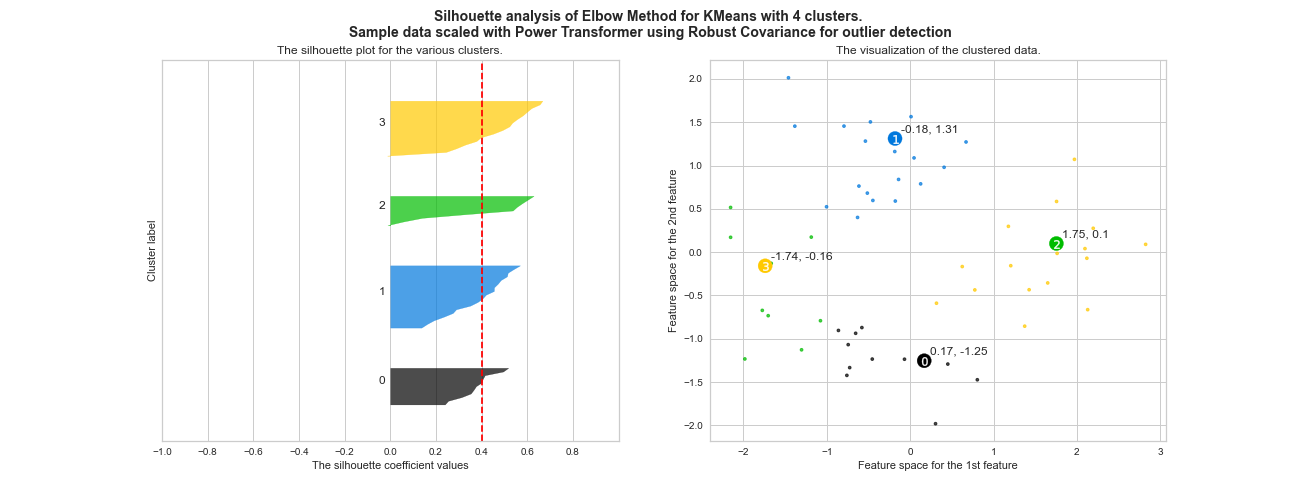 Silhouette analysis of Elbow Method for KMeans with 4 clusters.
Sample data scaled with Power Transformer using Robust Covariance for outlier detection
The silhouette plot for the various clusters.
3
2
1
0
Cluster label
−1.0 −0.8 −0.6 −0.4 −0.2 0.0 0.2 0.4 0.6 0.8
The silhouette coefficient values
The visualization of the clustered data.
2.0
1.5
1.0
0.5
0.0
−0.5
−1.0
−1.5
−2.0
Feature space for the 2nd feature
1 -0.18, 1.31
2 1.75, 0.1
3 -1.74, -0.16
0 0.17, -1.25
−2 −1 0 1 2 3
Feature space for the 1st feature